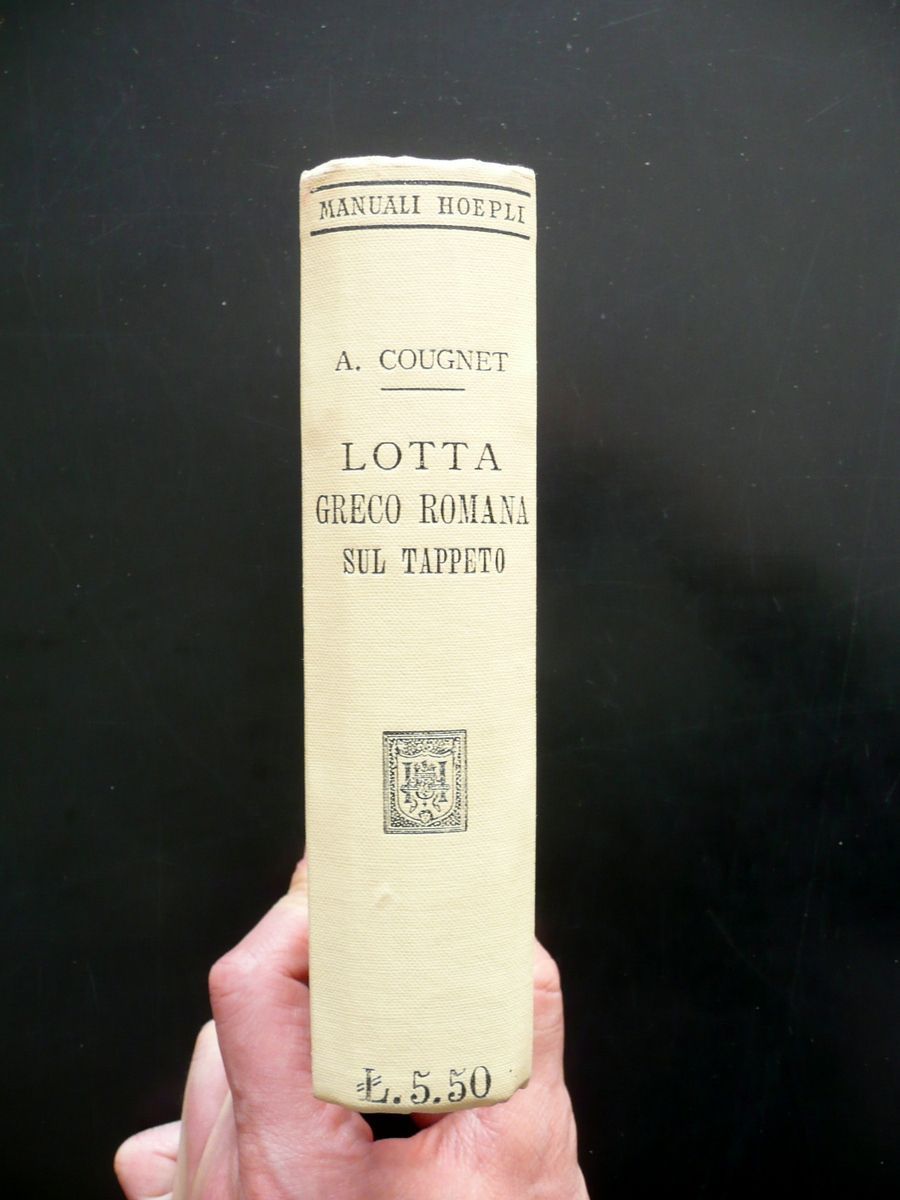 MANUALI HOEPLI
A. COUGNET
LOTTA
GRECO ROMANA
SUL TAPPETO
Ł. 5.50